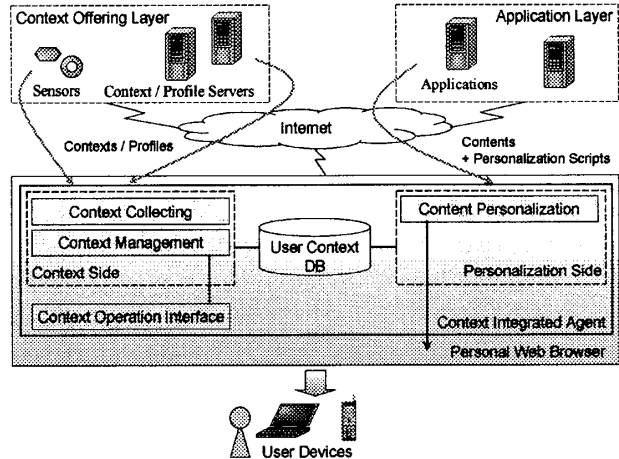 Context Offering Layer
Application Layer
Sensors
Context / Profile Servers
Applications
Internet
Contexts / Profiles
Contents
+ Personalization Scripts
Context Collecting
Context Management
Context Side
User Context
DB
Content Personalization
Personalization Side
Context Operation Interface
Context Integrated Agent
Personal Web Browser
User Devices